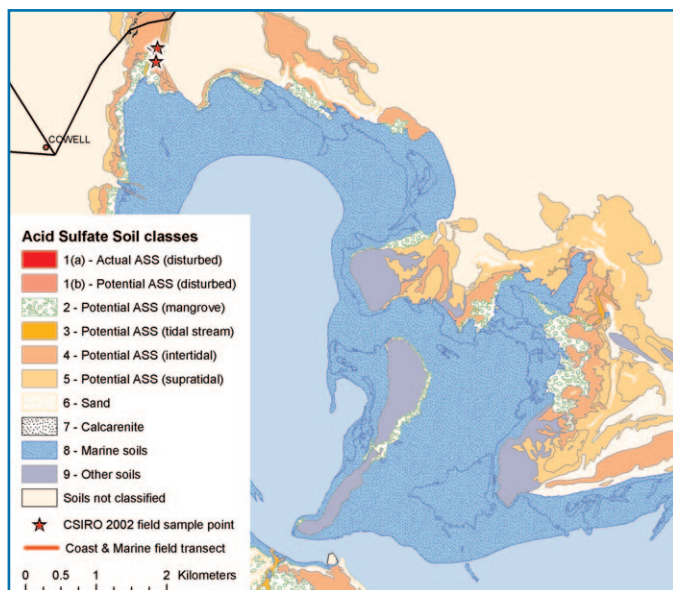 COWELL
Acid Sulfate Soil classes
1(a) - Actual ASS (disturbed)
1(b) - Potential ASS (disturbed)
2 - Potential ASS (mangrove)
3 - Potential ASS (tidal stream)
4 - Potential ASS (intertidal)
5 - Potential ASS (supratidal)
6 - Sand
7 - Calcarenite
8 - Marine soils
9 - Other soils
Soils not classified
CSIRO 2002 field sample point
Coast & Marine field transect
0 0.5 1 2 Kilometers